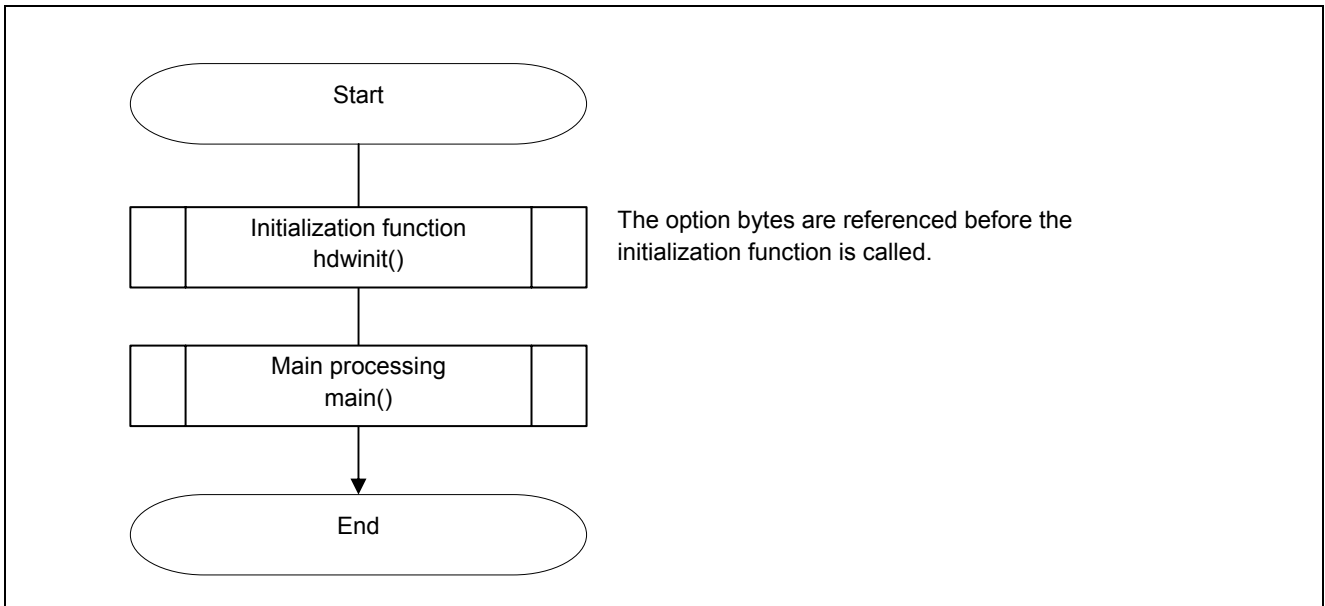 Start
Initialization function
hdwinit()
The option bytes are referenced before the
initialization function is called.
Main processing
main()
End